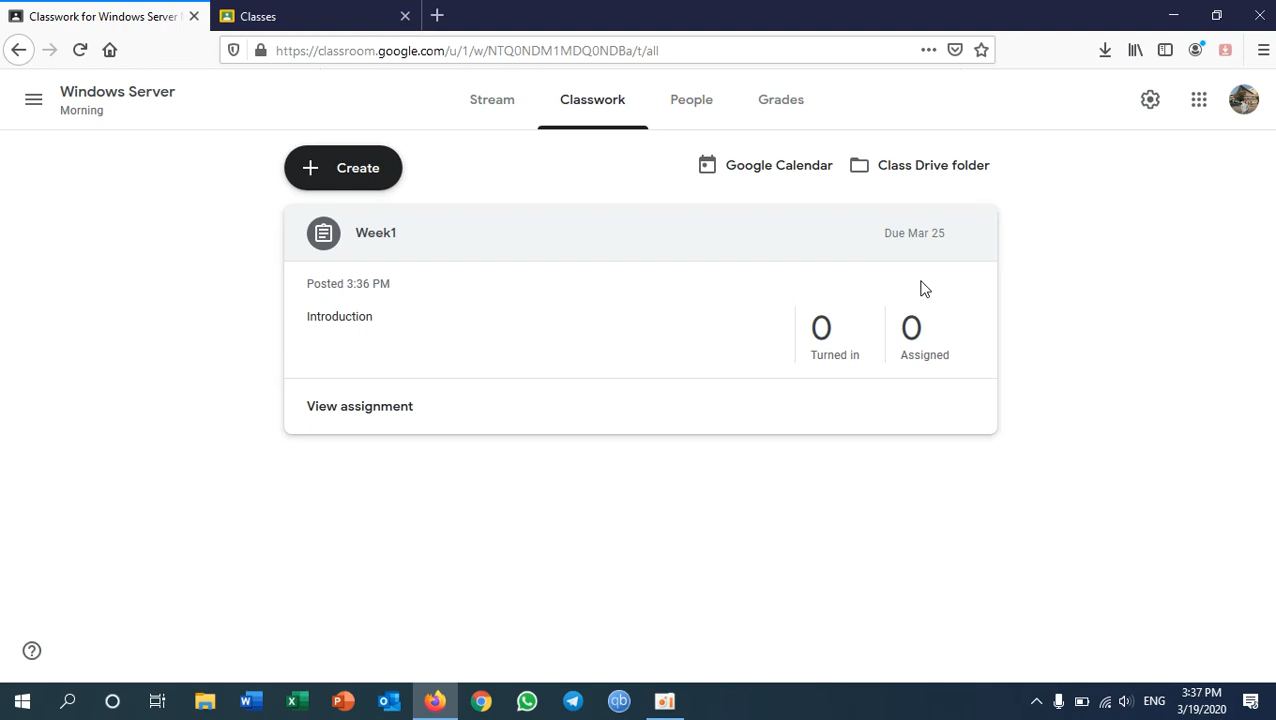 Classwork for Windows Server
Classes
https://classroom.google.com/u/1/w/NTQ0NDM1MDQ0NDBa/t/all
Windows Server
Morning
Stream
Classwork
People
Grades
Create
Google Calendar
Class Drive folder
Week1
Due Mar 25
Posted 3:36 PM
Introduction
0
Turned in
0
Assigned
View assignment
ENG
3:37 PM
3/19/2020